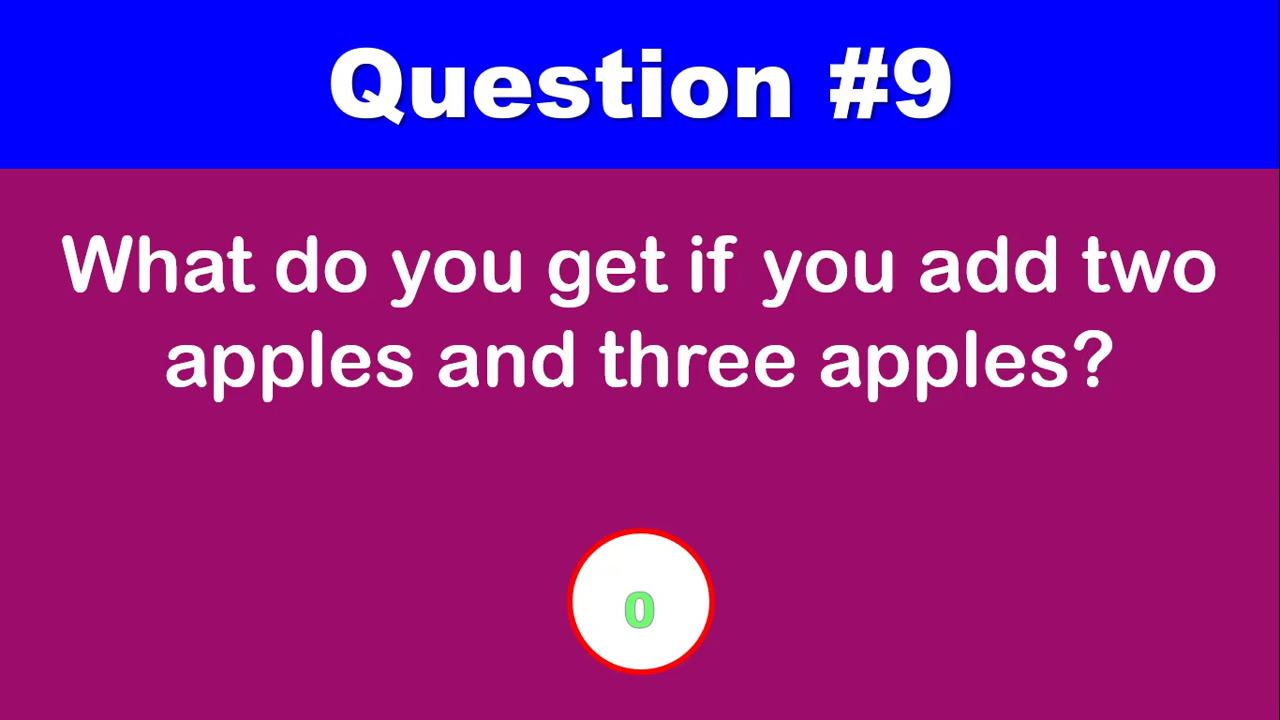 Question #9
What do you get if you add two
apples and three apples?
0